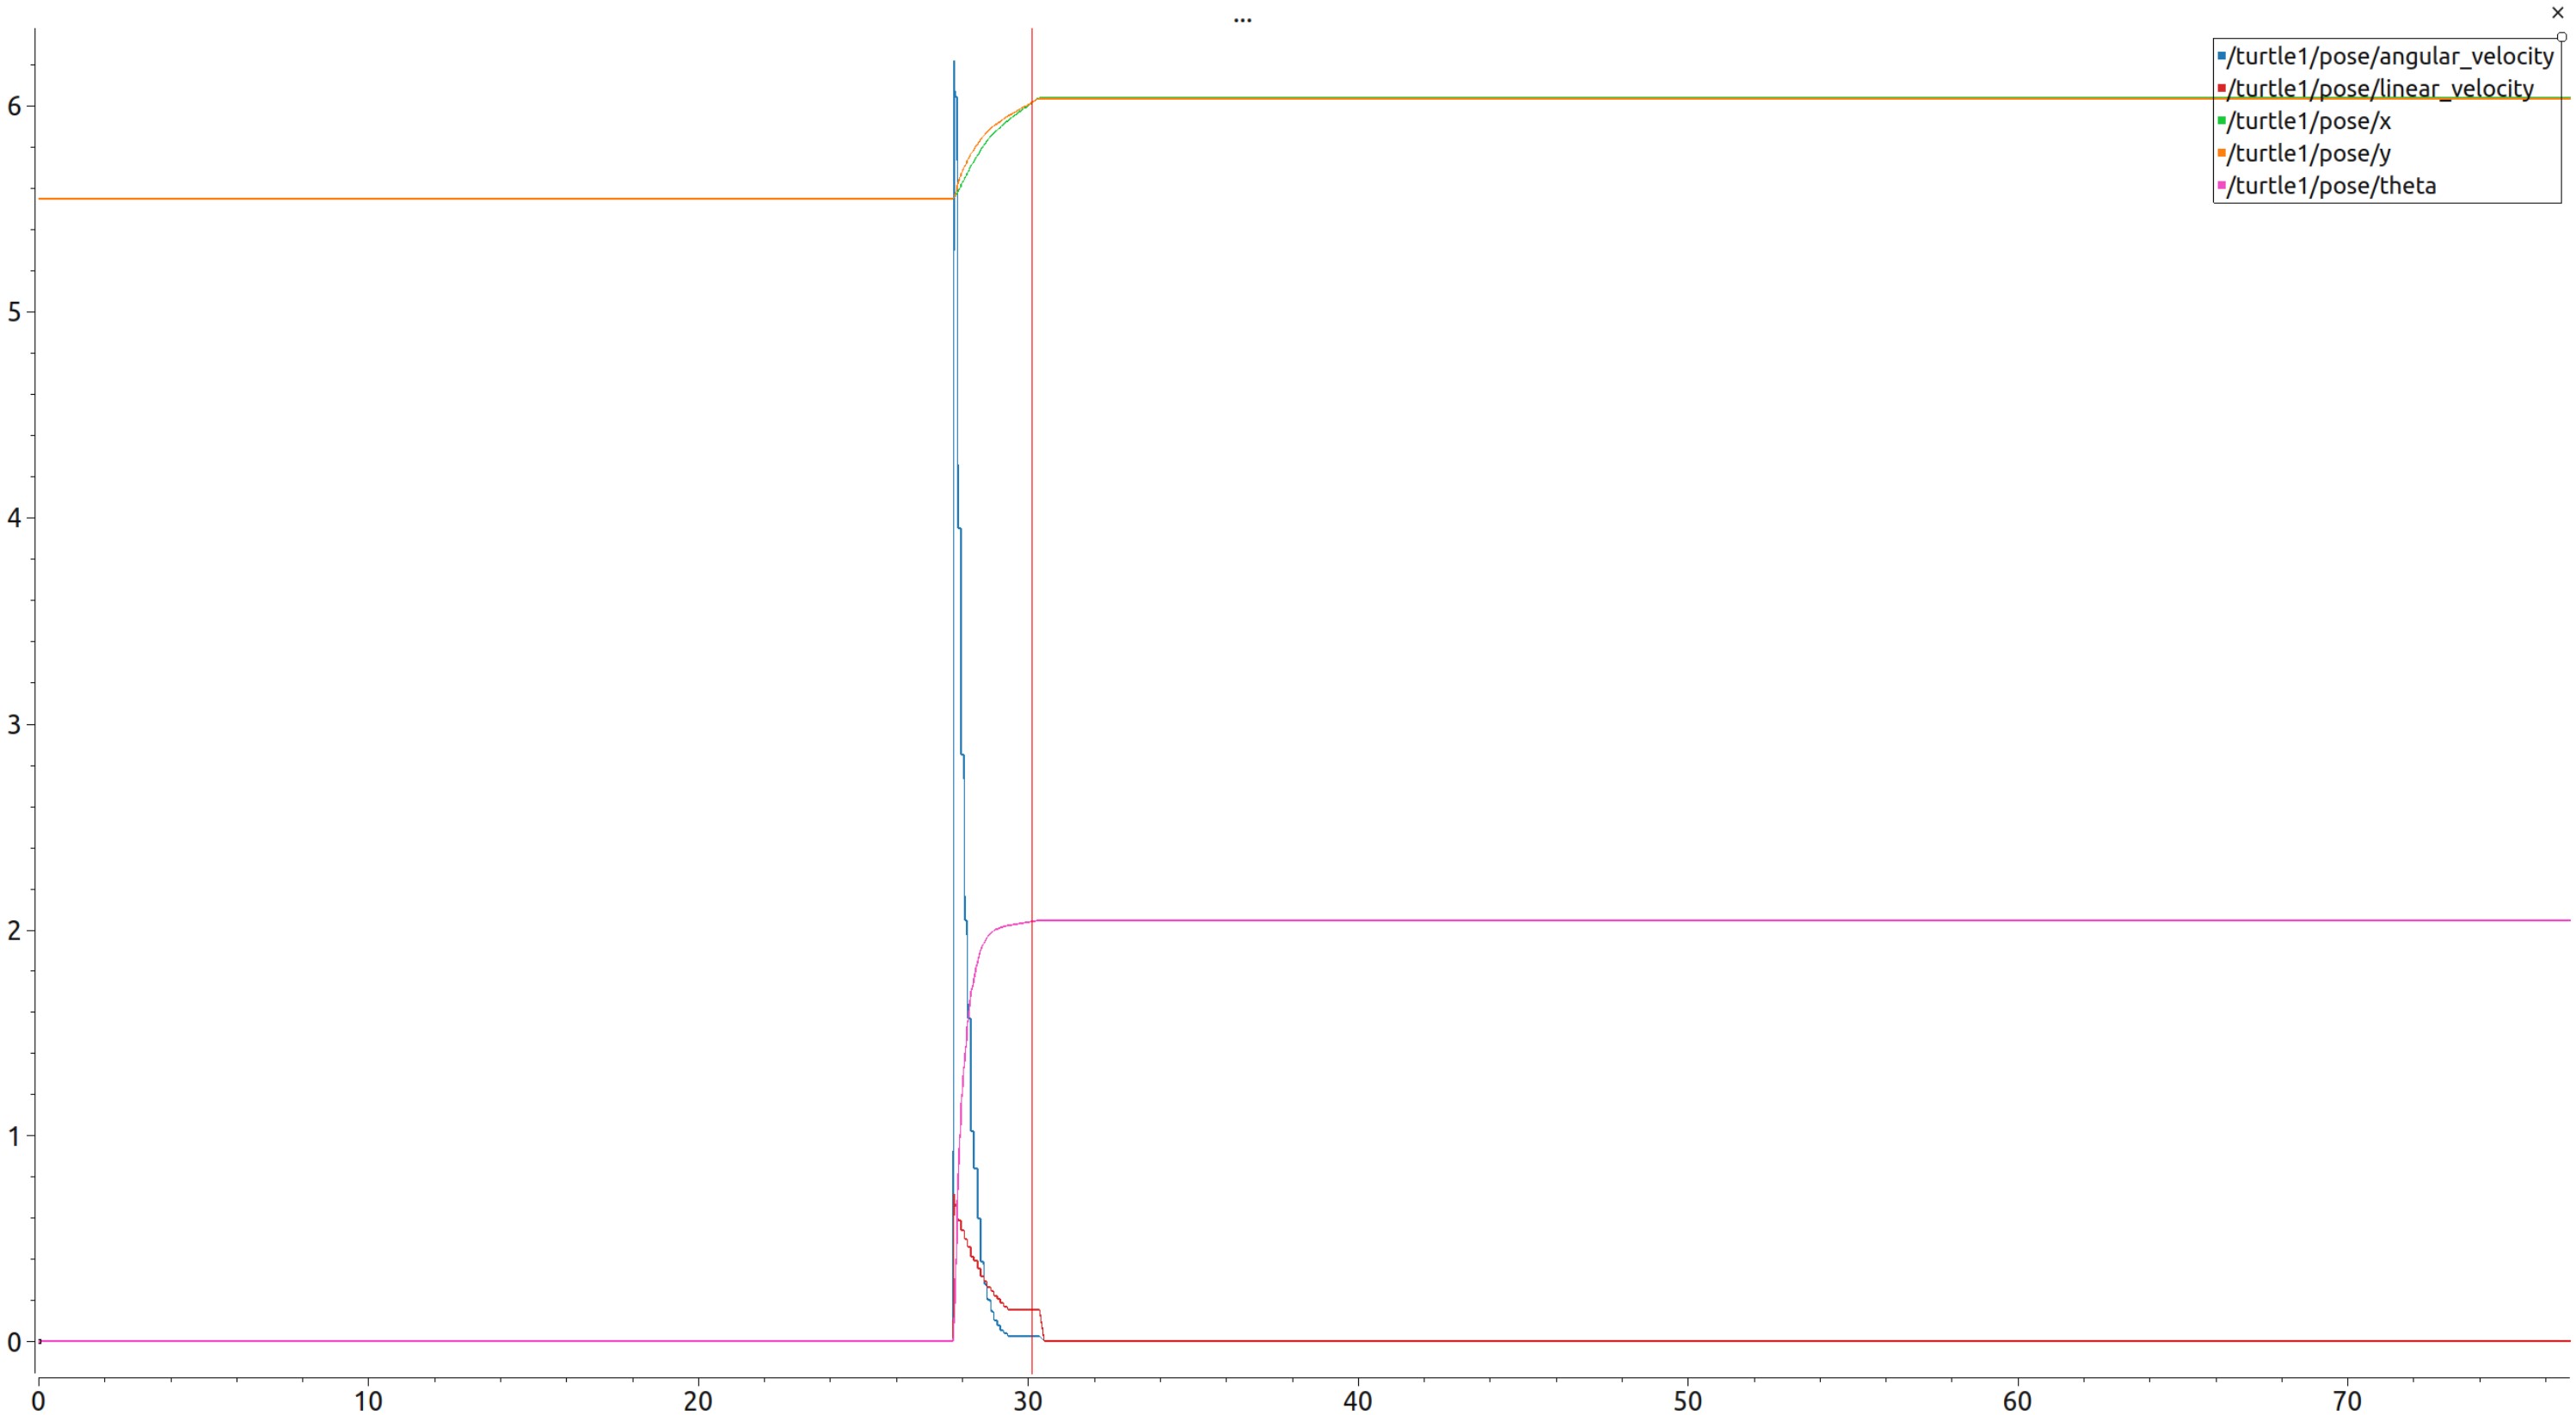 ...
×
/turtle1/pose/angular_velocity
/turtle1/pose/linear_velocity
/turtle1/pose/x
/turtle1/pose/y
/turtle1/pose/theta
6
5
4
3
2
1
0
0 10 20 30 40 50 60 70